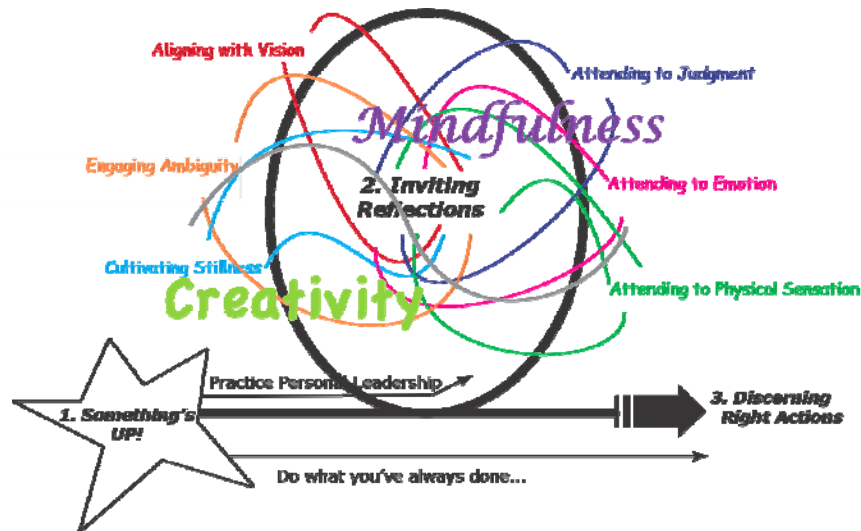 Aligning with Vision
Attending to Judgment
Mindfulness
Engaging Ambiguity
2. Inviting
Reflections
Attending to Emotion
Cultivating Stillness
Creativity
Attending to Physical Sensation
Practice Personal Leadership
1. Something's
UP!
3. Discerning
Right Actions
Do what you've always done...